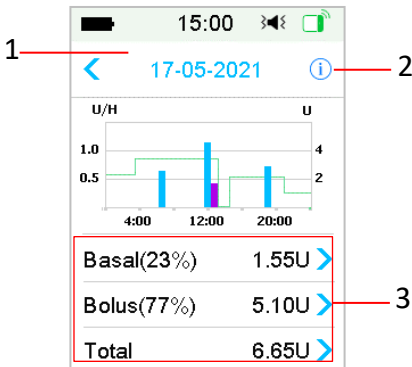 15:00
1
17-05-2021
2
U/H U
1.0 4
0.5 2
4:00 12:00 20:00
Basal(23%) 1.55U
Bolus(77%) 5.10U
3
Total 6.65U